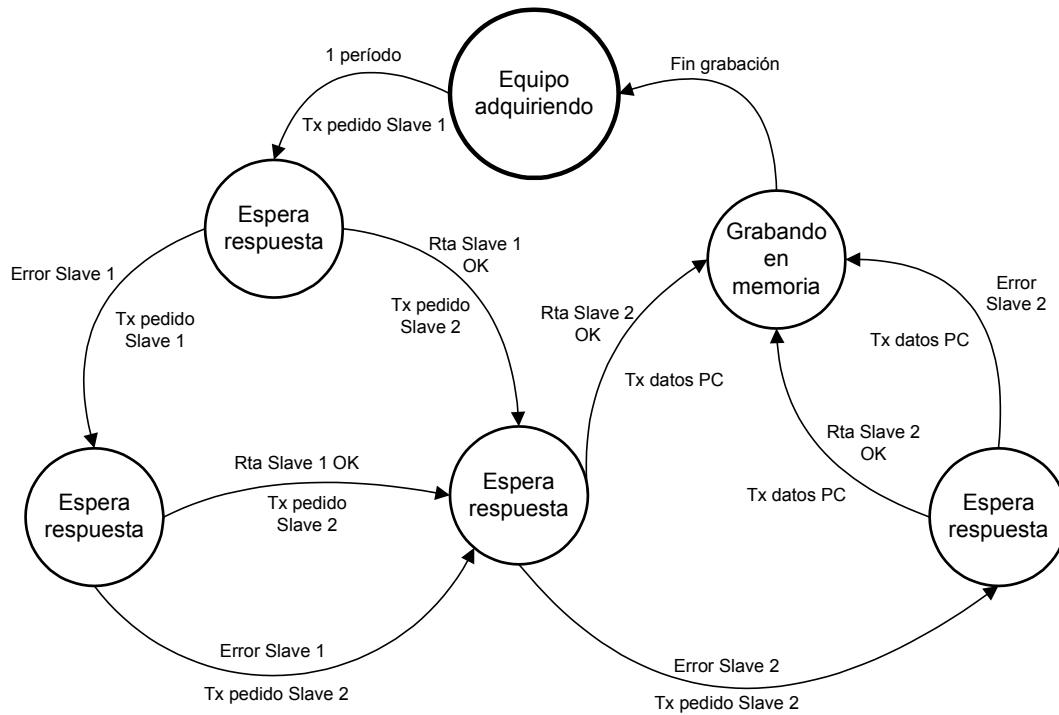 1 período
Equipo
adquiriendo
Fin grabación
Tx pedido Slave 1
Espera
respuesta
Grabando
en
memoria
Error Slave 1
Rta Slave 1
OK
Tx pedido
Slave 1
Tx pedido
Slave 2
Rta Slave 2
OK
Tx datos PC
Error
Slave 2
Tx datos PC
Rta Slave 2
OK
Tx datos PC
Espera
respuesta
Rta Slave 1 OK
Tx pedido
Slave 2
Espera
respuesta
Espera
respuesta
Error Slave 1
Tx pedido Slave 2
Error Slave 2
Tx pedido Slave 2